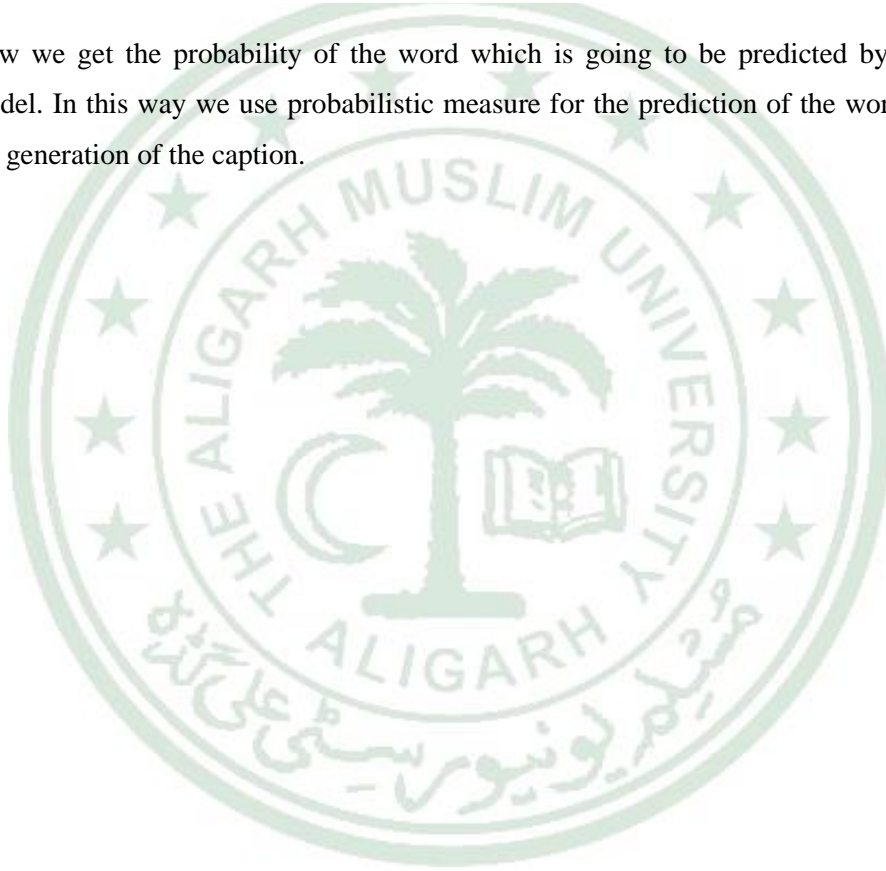 w we get the probability of the word which is going to be predicted by
del. In this way we use probabilistic measure for the prediction of the wor
generation of the caption.
THE ALIGARH MUSLIM UNIVERSITY
ALIGARH
مسلم یونیورسٹی علی گڑھ